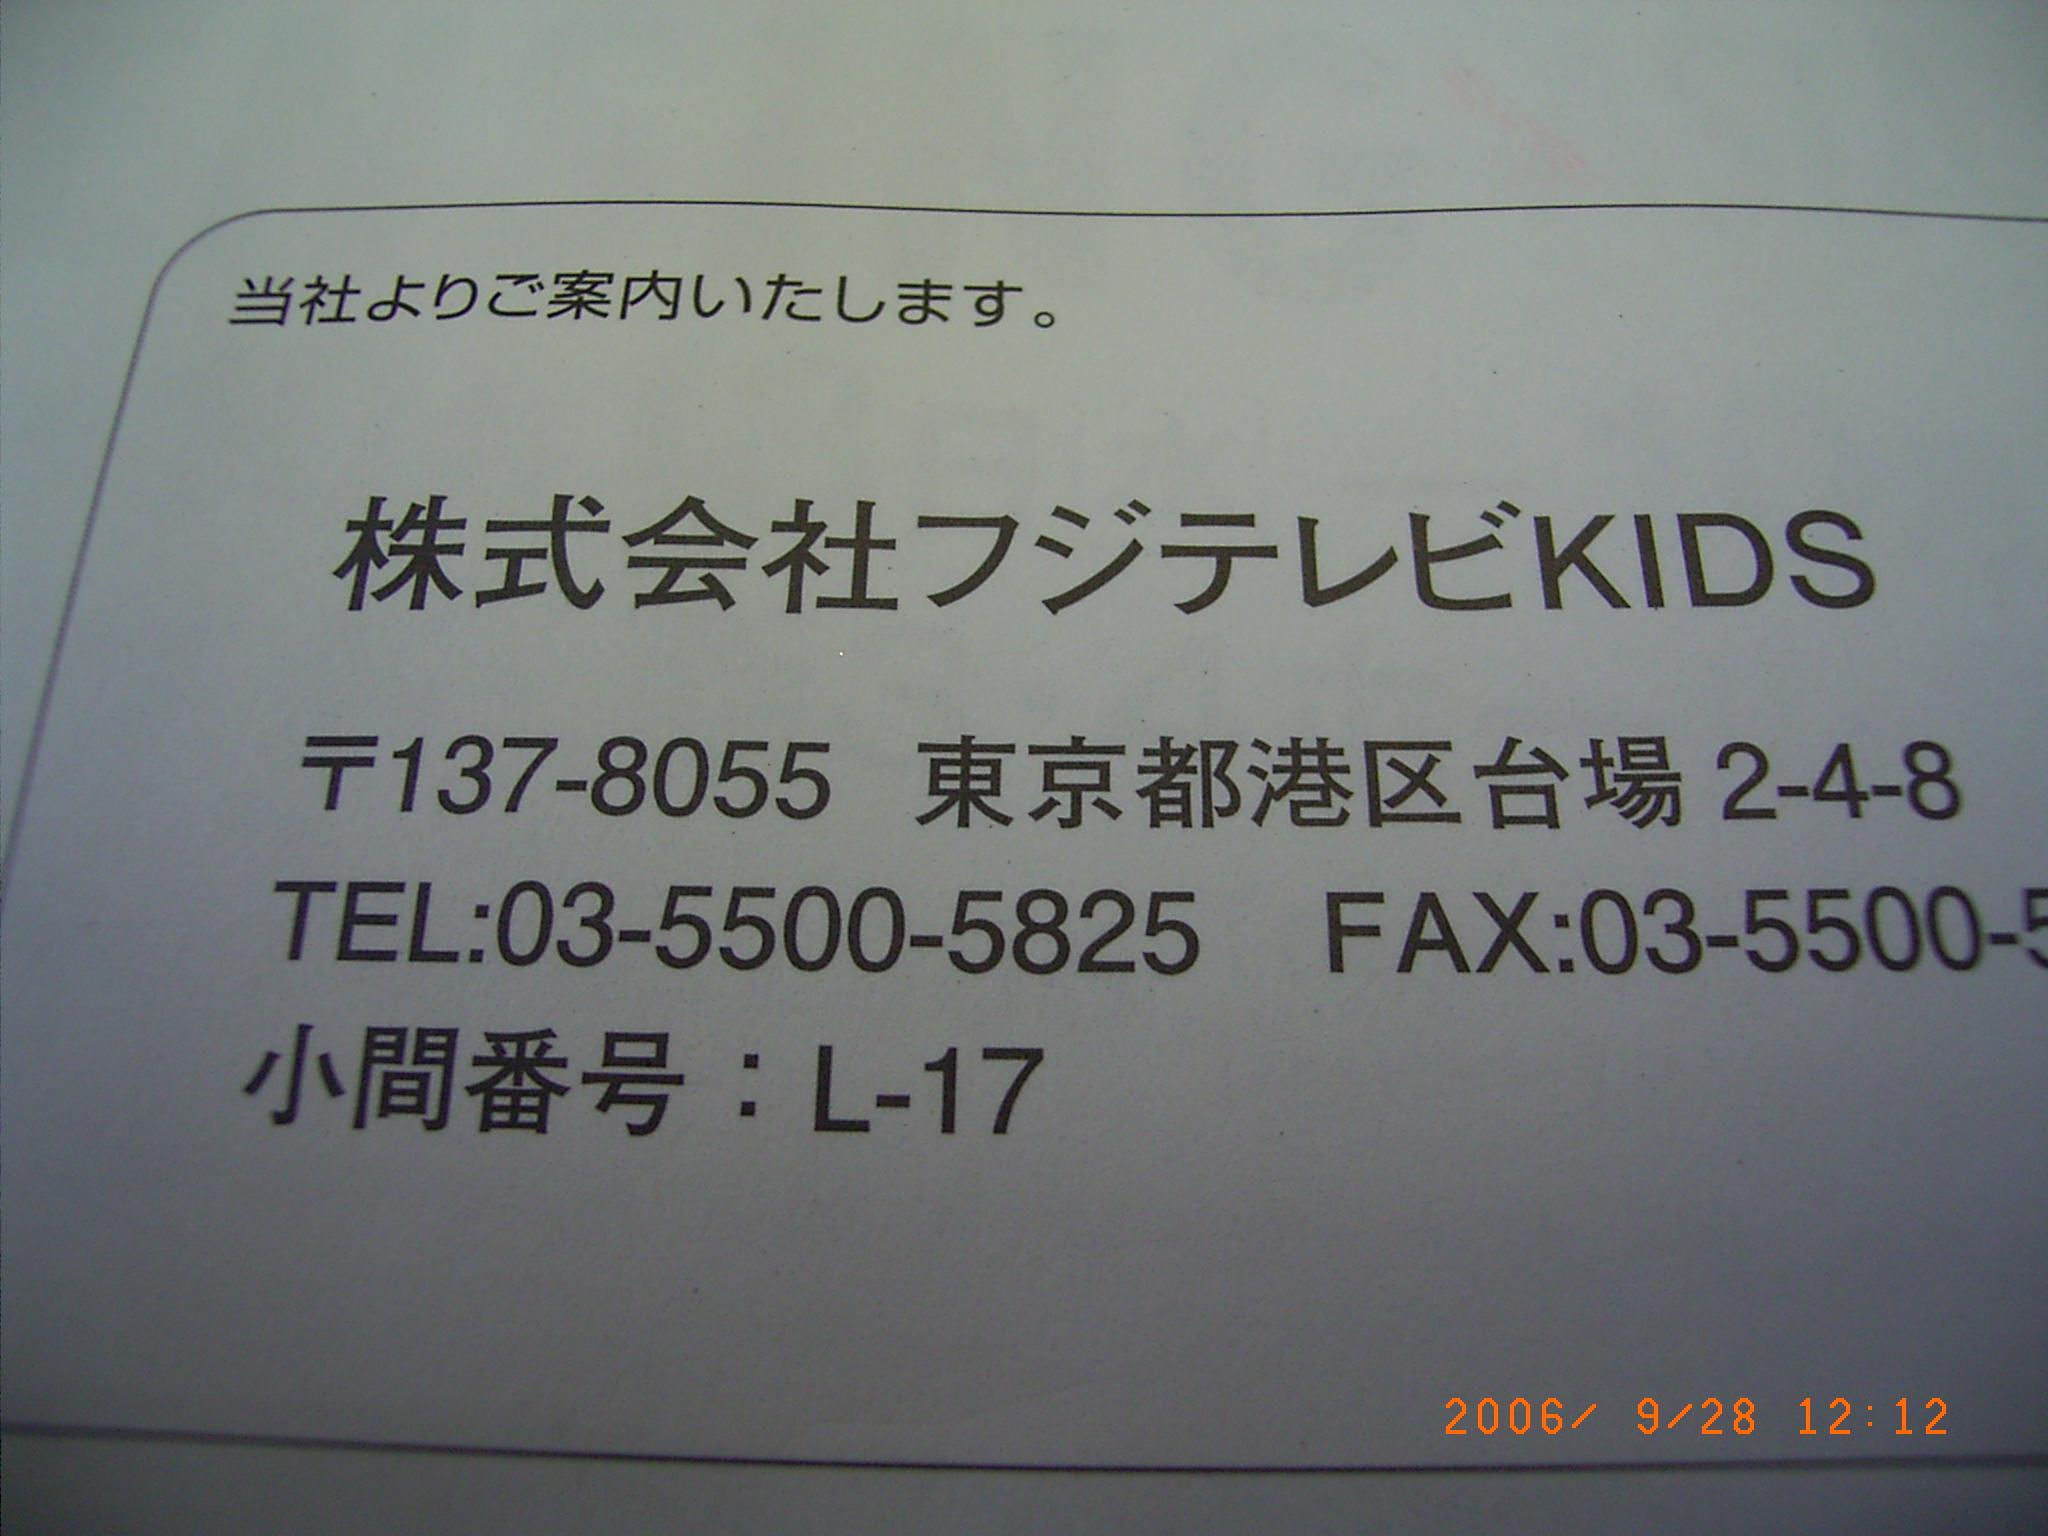 当社よりご案内いたします。
株式会社フジテレビKIDS
〒137-8055 東京都港区台場 2-4-8
TEL:03-5500-5825 FAX:03-5500-5
小間番号：L-17
2006/ 9/28 12:12